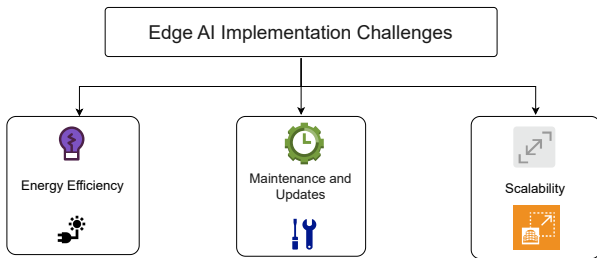 Edge AI Implementation Challenges
Energy Efficiency
Maintenance and
Updates
Scalability